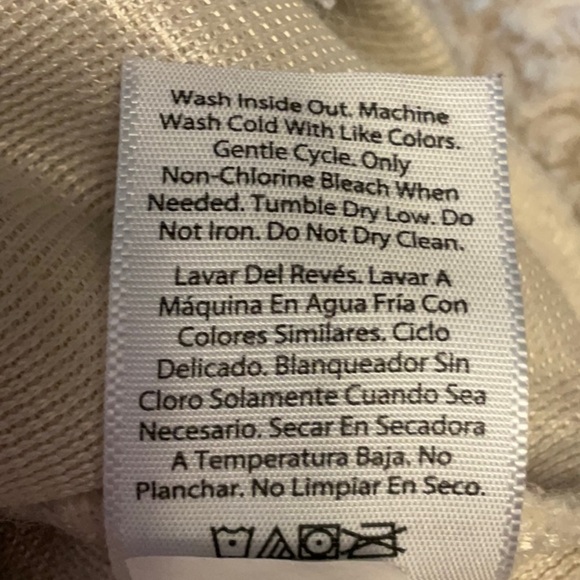 Wash Inside Out. Machine
Wash Cold With Like Colors.
Gentle Cycle. Only
Non-Chlorine Bleach When
Needed. Tumble Dry Low. Do
Not Iron. Do Not Dry Clean.
Lavar Del Revés. Lavar A
Máquina En Agua Fría Con
Colores Similares. Ciclo
Delicado. Blanqueador Sin
Cloro Solamente Cuando Sea
Necesario. Secar En Secadora
A Temperatura Baja. No
Planchar. No Limpiar En Seco.